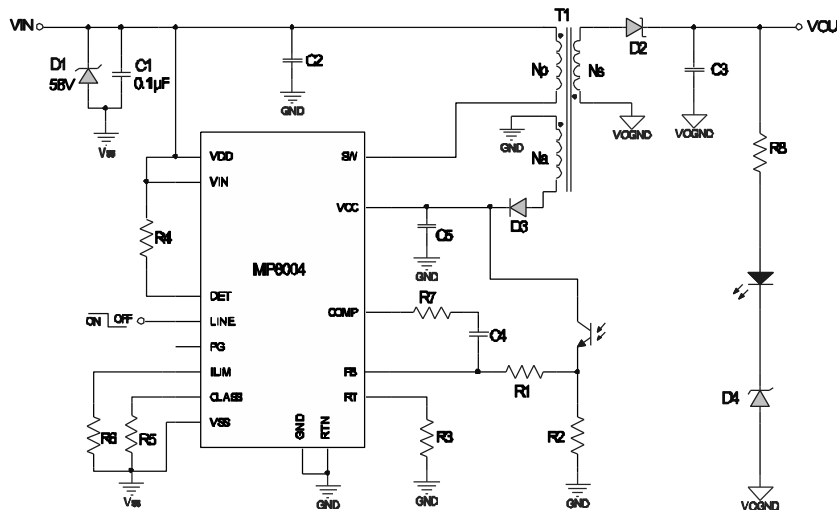 VIN
T1
VOU
D1
58V
C1
0.1µF
C2
Np
Ns
D2
C3
GND
Vss
VOGND
VOGND
R8
GND
Na
VDD
SW
VIN
VCC
D3
C5
R4
MP8004
GND
DET
R7
COMP
ON
OFF
LINE
C4
PG
ILIM
FB
R1
CLASS
RT
D4
VSS
GND
RTN
R6
R5
R3
R2
Vss
GND
GND
GND
VOGND